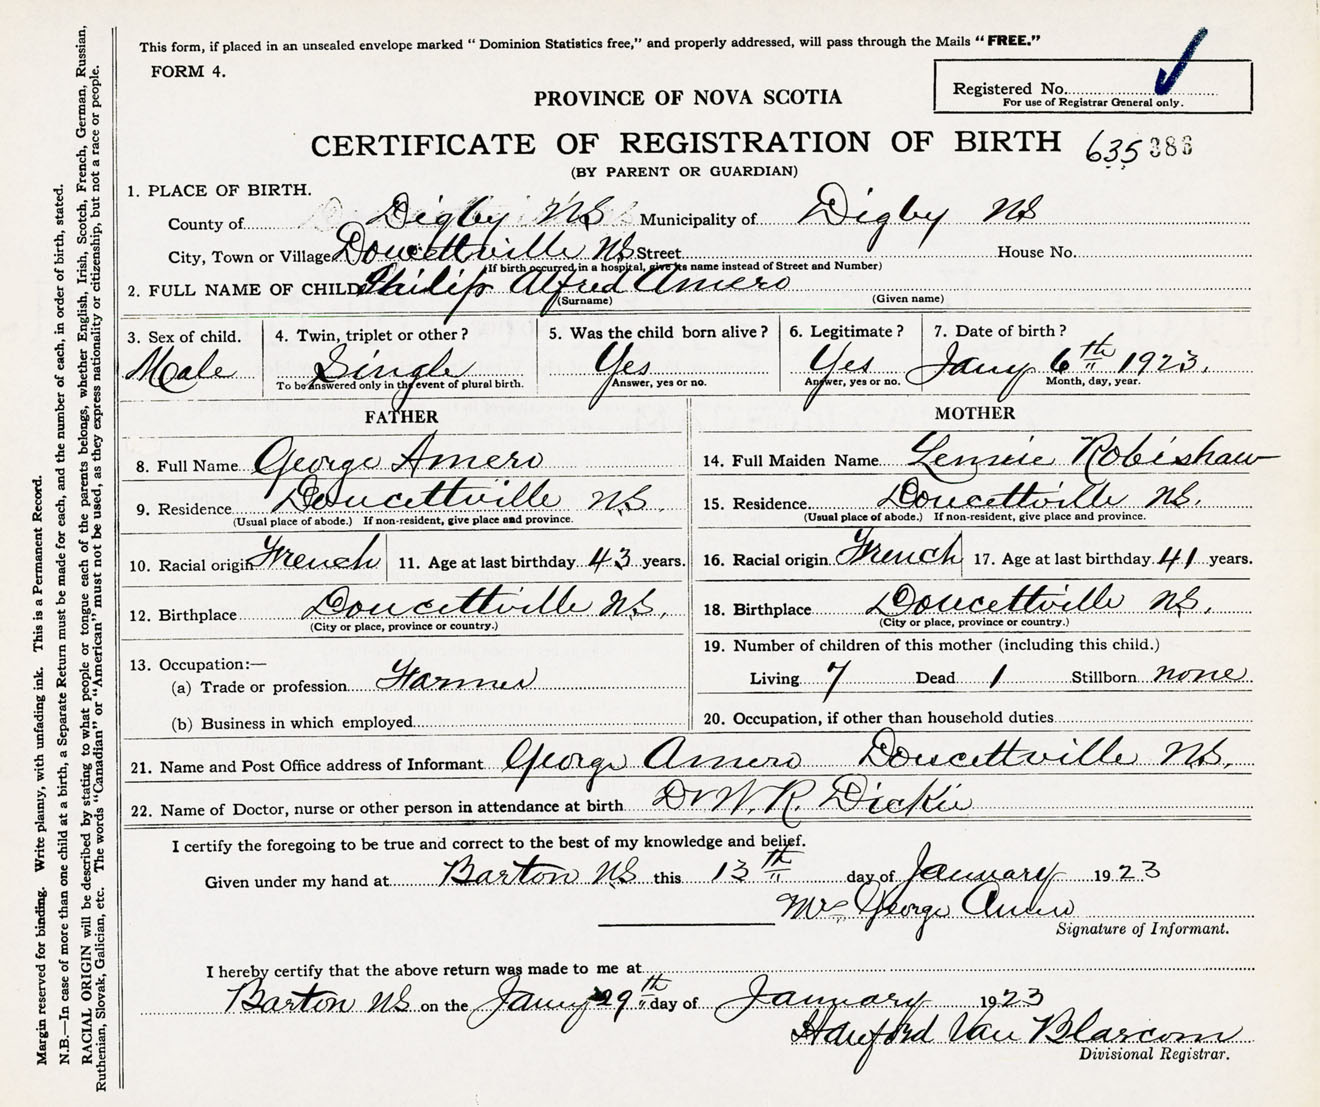 This form, if placed in an unsealed envelope marked "Dominion Statistics free," and properly addressed, will pass through the Mails "FREE."
FORM 4.
Registered No.
For use of Registrar General only.
PROVINCE OF NOVA SCOTIA
CERTIFICATE OF REGISTRATION OF BIRTH 635 386
(BY PARENT OR GUARDIAN)
1. PLACE OF BIRTH.
County of Digby NS Municipality of Digby NS
City, Town or Village Doucettville NS Street House No.
(If birth occurred in a hospital, give its name instead of Street and Number)
2. FULL NAME OF CHILD Philip Alfred Amero
(Surname) (Given name)
3. Sex of child. 4. Twin, triplet or other? 5. Was the child born alive? 6. Legitimate? 7. Date of birth?
Male Single Yes Yes Jany 6th 1923.
To be answered only in the event of plural birth. Answer, yes or no. Answer, yes or no. Month, day, year.
FATHER
8. Full Name George Amero
9. Residence Doucettville NS.
(Usual place of abode.) If non-resident, give place and province.
10. Racial origin French 11. Age at last birthday 43 years.
12. Birthplace Doucettville NS.
(City or place, province or country.)
13. Occupation:—
(a) Trade or profession Farmer
(b) Business in which employed
MOTHER
14. Full Maiden Name Lennie Robishaw
15. Residence Doucettville NS.
(Usual place of abode.) If non-resident, give place and province.
16. Racial origin French 17. Age at last birthday 41 years.
18. Birthplace Doucettville NS.
(City or place, province or country.)
19. Number of children of this mother (including this child.)
Living 7 Dead 1 Stillborn none
20. Occupation, if other than household duties
21. Name and Post Office address of Informant George Amero Doucettville NS.
22. Name of Doctor, nurse or other person in attendance at birth Dr W. R. Dickie
I certify the foregoing to be true and correct to the best of my knowledge and belief.
Given under my hand at Barton NS this 13th day of January 1923
Mrs George Amero
Signature of Informant.
I hereby certify that the above return was made to me at
Barton NS on the Jany 29th day of January 1923
Hanford Van Blarcom
Divisional Registrar.
Margin reserved for binding. Write plainly, with unfading ink. This is a Permanent Record.
N.B.—In case of more than one child at a birth, a Separate Return must be made for each, and the number of each, in order of birth, stated.
RACIAL ORIGIN will be described by stating to what people or tongue each of the parents belongs, whether English, Irish, Scotch, French, German, Russian,
Ruthenian, Slovak, Galician, etc. The words "Canadian" or "American" must not be used, as they express nationality or citizenship, but not a race or people.